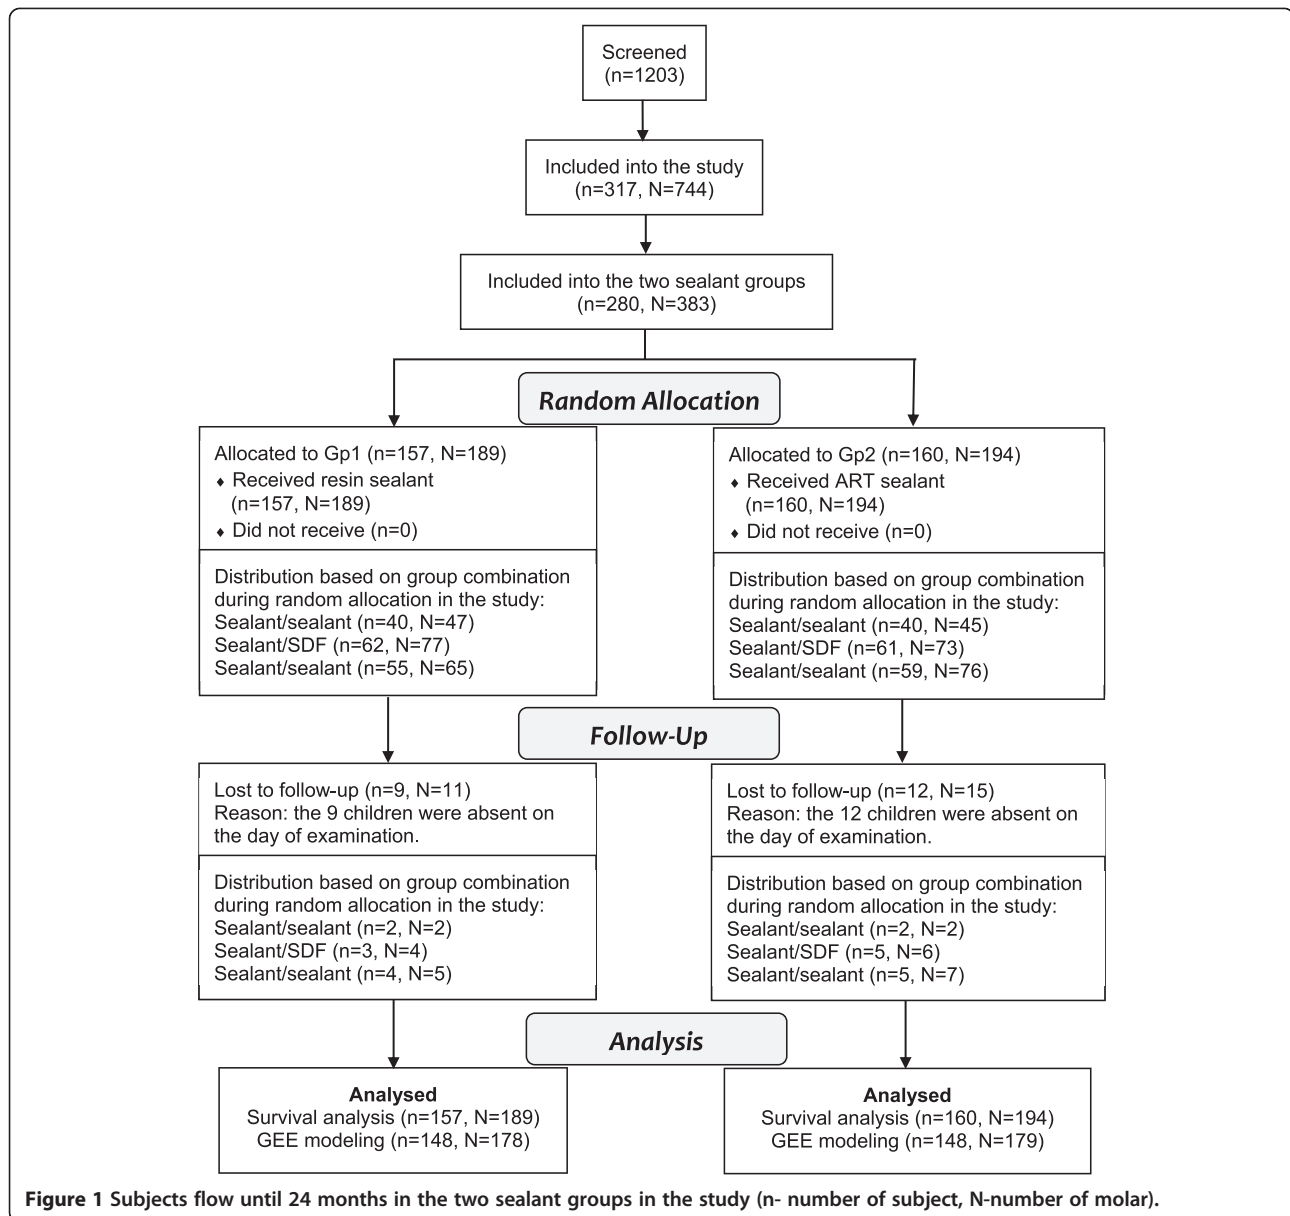 Screened
(n=1203)
Included into the study
(n=317, N=744)
Included into the two sealant groups
(n=280, N=383)
Random Allocation
Allocated to Gp1 (n=157, N=189)
♦ Received resin sealant
(n=157, N=189)
♦ Did not receive (n=0)
Distribution based on group combination
during random allocation in the study:
Sealant/sealant (n=40, N=47)
Sealant/SDF (n=62, N=77)
Sealant/sealant (n=55, N=65)
Allocated to Gp2 (n=160, N=194)
♦ Received ART sealant
(n=160, N=194)
♦ Did not receive (n=0)
Distribution based on group combination
during random allocation in the study:
Sealant/sealant (n=40, N=45)
Sealant/SDF (n=61, N=73)
Sealant/sealant (n=59, N=76)
Follow-Up
Lost to follow-up (n=9, N=11)
Reason: the 9 children were absent on
the day of examination.
Distribution based on group combination
during random allocation in the study:
Sealant/sealant (n=2, N=2)
Sealant/SDF (n=3, N=4)
Sealant/sealant (n=4, N=5)
Lost to follow-up (n=12, N=15)
Reason: the 12 children were absent on
the day of examination.
Distribution based on group combination
during random allocation in the study:
Sealant/sealant (n=2, N=2)
Sealant/SDF (n=5, N=6)
Sealant/sealant (n=5, N=7)
Analysis
Analysed
Survival analysis (n=157, N=189)
GEE modeling (n=148, N=178)
Analysed
Survival analysis (n=160, N=194)
GEE modeling (n=148, N=179)
Figure 1 Subjects flow until 24 months in the two sealant groups in the study (n- number of subject, N-number of molar).